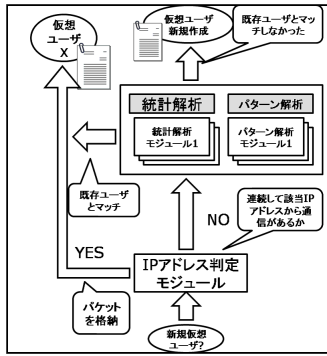 仮想
ユーザ
X
仮想ユーザ
新規作成
既存ユーザとマッ
チしなかった
統計解析
パターン解析
統計解析
モジュール1
パターン解析
モジュール1
既存ユーザ
とマッチ
連続して該当IP
アドレスから通
信があるか
NO
YES
IPアドレス判定
モジュール
パケット
を格納
新規仮想
ユーザ?